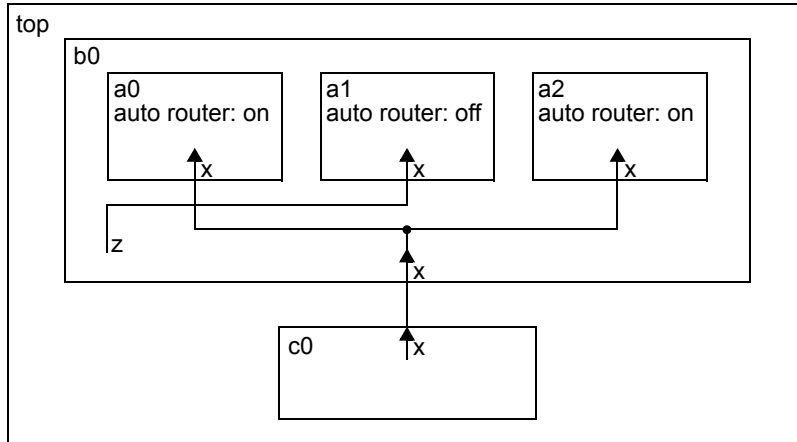 top
b0
a0
auto router: on
x
a1
auto router: off
x
a2
auto router: on
x
z
x
c0
x